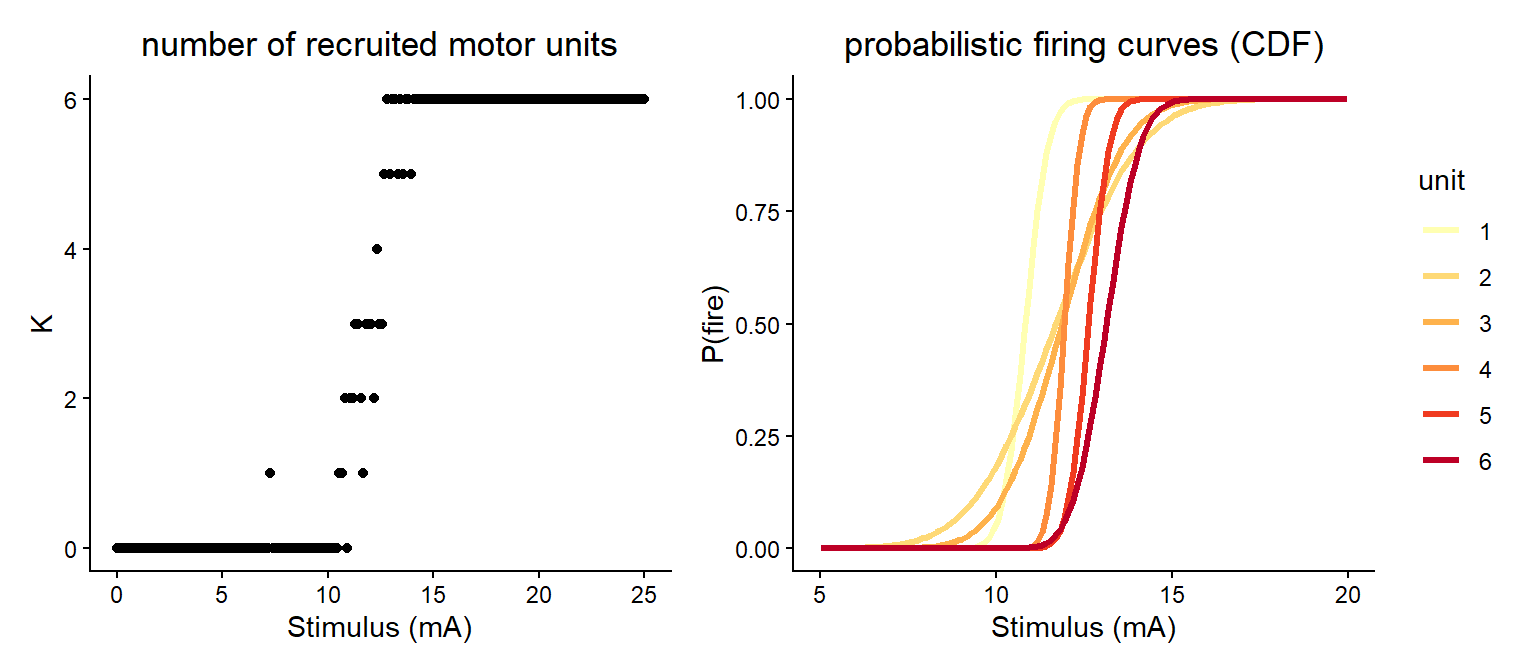 number of recruited motor units
K
6
4
2
0
0 5 10 15 20 25
Stimulus (mA)
probabilistic firing curves (CDF)
P(fire)
1.00
0.75
0.50
0.25
0.00
5 10 15 20
Stimulus (mA)
unit
1
2
3
4
5
6